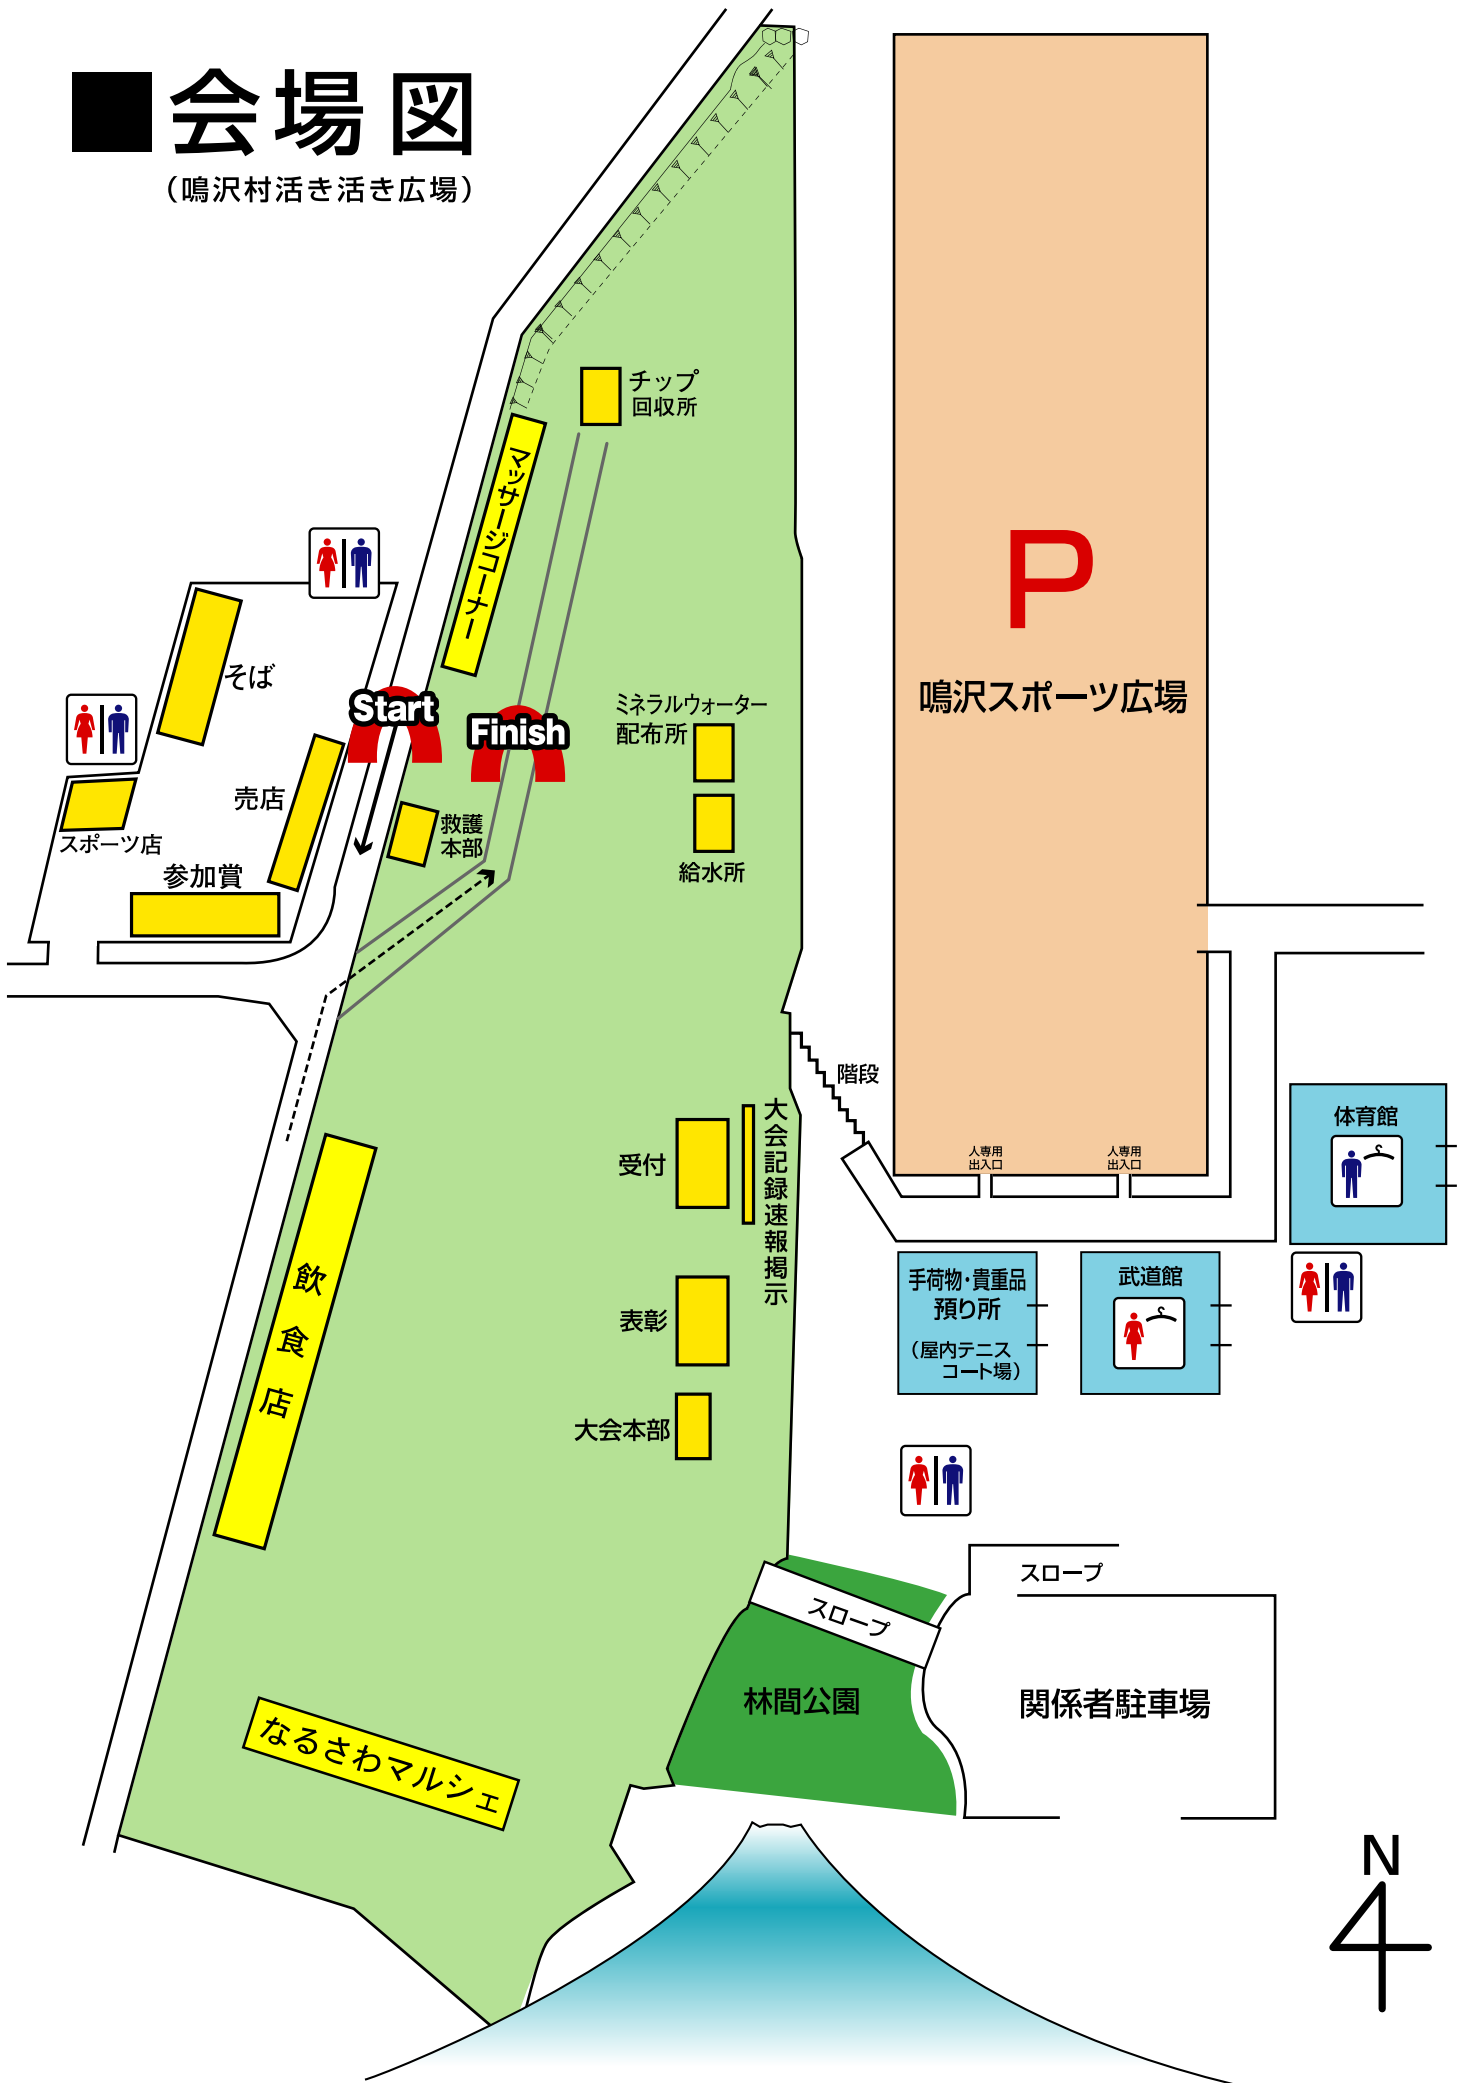 ■会場図
（鳴沢村活き活き広場）
チップ
回収所
マッサージコーナー
P
鳴沢スポーツ広場
そば
売店
スポーツ店
参加賞
Start
Finish
ミネラルウォーター
配布所
給水所
救護
本部
階段
人専用
出入口
人専用
出入口
体育館
受付
大会記録速報掲示
表彰
大会本部
飲食店
手荷物・貴重品
預り所
（屋内テニス
コート場）
武道館
スロープ
スロープ
林間公園
関係者駐車場
なるさわマルシェ
N